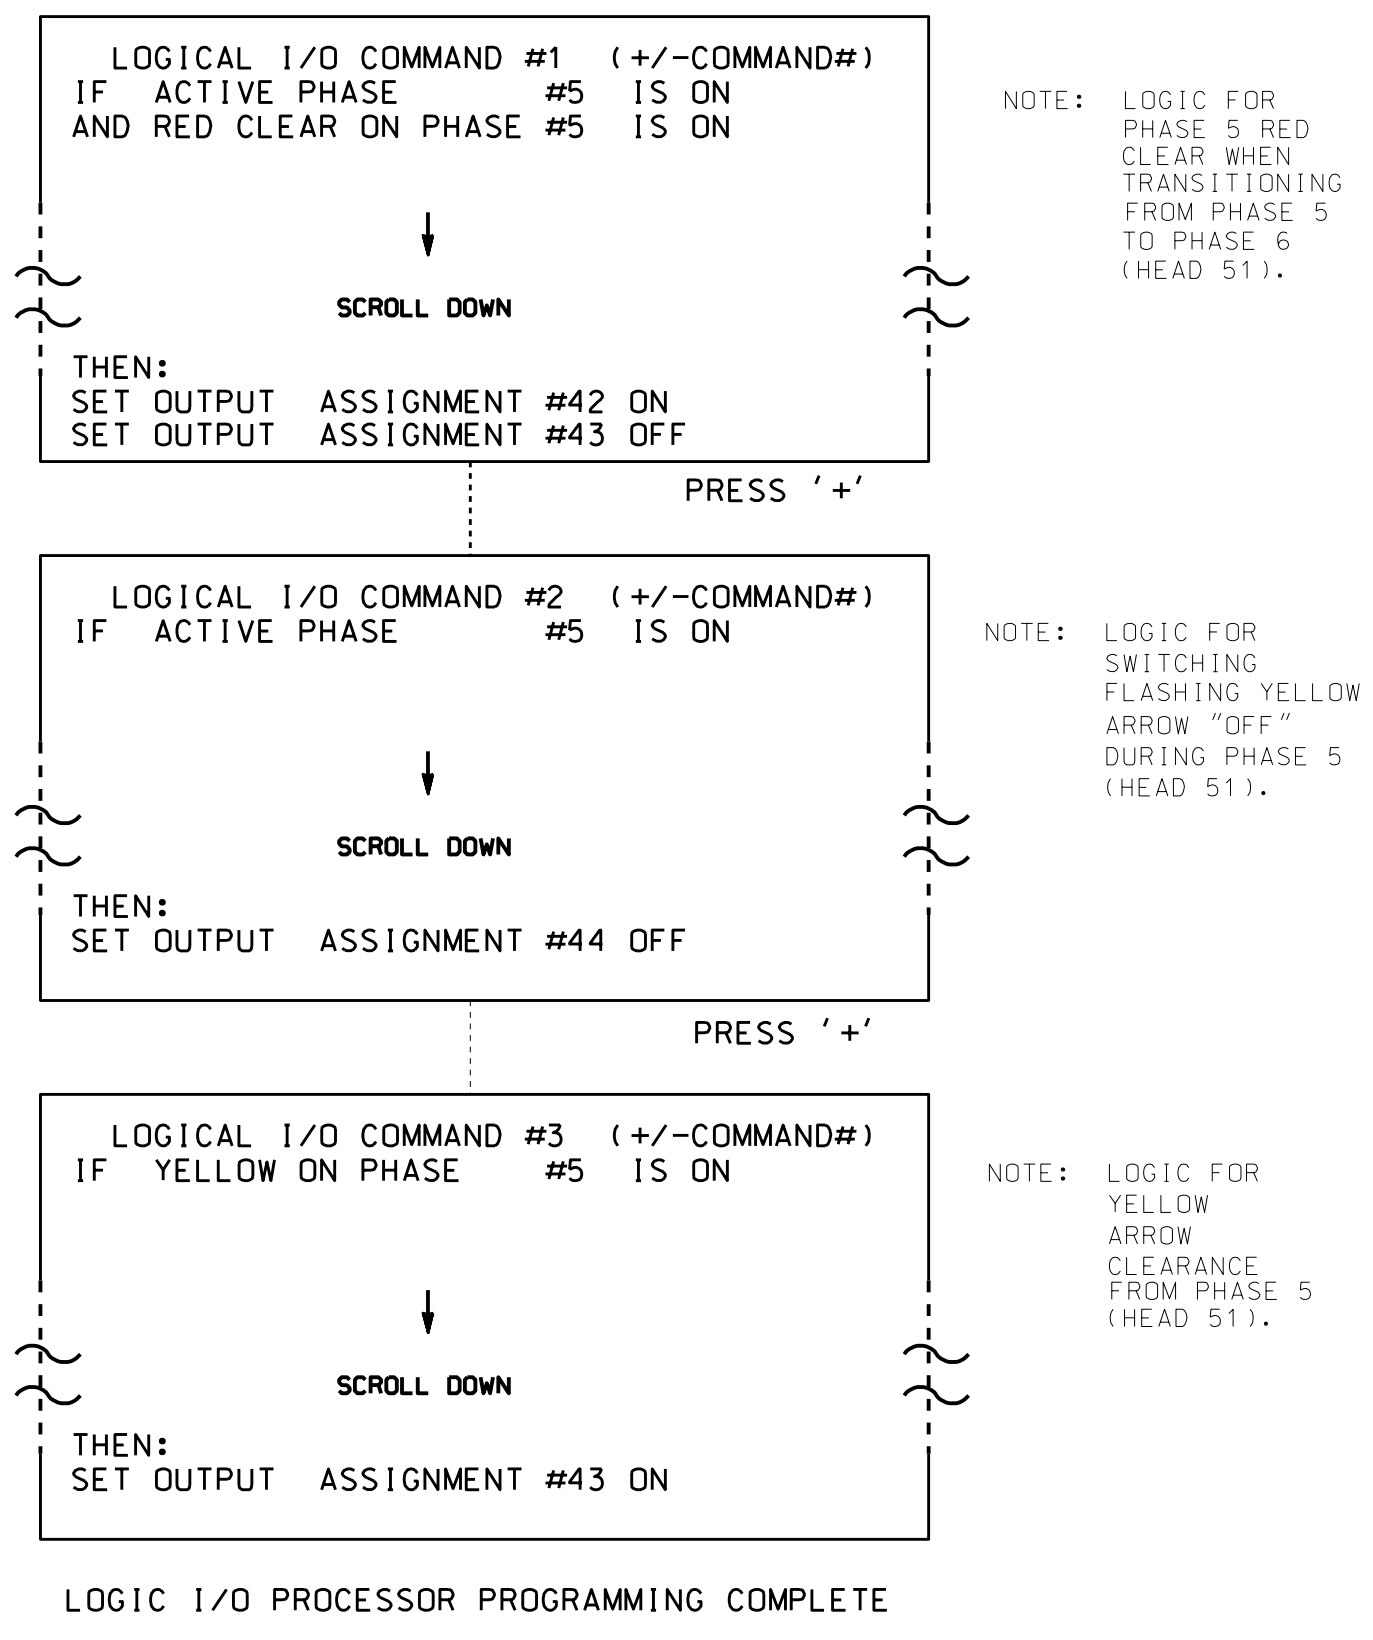 LOGICAL I/O COMMAND #1 (+/-COMMAND#)
IF ACTIVE PHASE #5 IS ON
AND RED CLEAR ON PHASE #5 IS ON
SCROLL DOWN
THEN:
SET OUTPUT ASSIGNMENT #42 ON
SET OUTPUT ASSIGNMENT #43 OFF
NOTE: LOGIC FOR
PHASE 5 RED
CLEAR WHEN
TRANSITIONING
FROM PHASE 5
TO PHASE 6
(HEAD 51).
PRESS '+'
LOGICAL I/O COMMAND #2 (+/-COMMAND#)
IF ACTIVE PHASE #5 IS ON
SCROLL DOWN
THEN:
SET OUTPUT ASSIGNMENT #44 OFF
NOTE: LOGIC FOR
SWITCHING
FLASHING YELLOW
ARROW "OFF"
DURING PHASE 5
(HEAD 51).
PRESS '+'
LOGICAL I/O COMMAND #3 (+/-COMMAND#)
IF YELLOW ON PHASE #5 IS ON
SCROLL DOWN
THEN:
SET OUTPUT ASSIGNMENT #43 ON
NOTE: LOGIC FOR
YELLOW
ARROW
CLEARANCE
FROM PHASE 5
(HEAD 51).
LOGIC I/O PROCESSOR PROGRAMMING COMPLETE